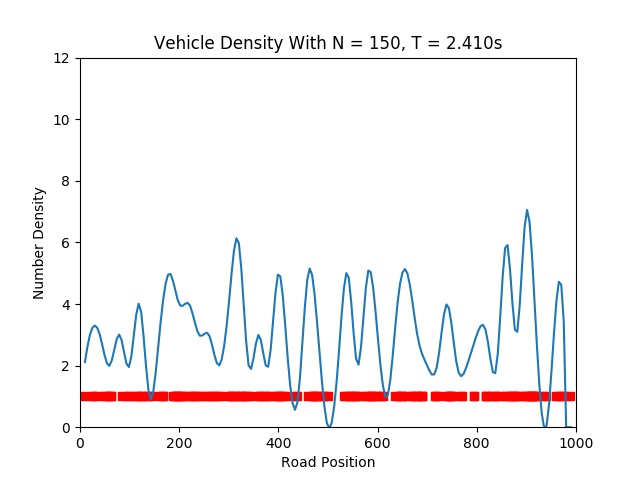 Vehicle Density With N = 150, T = 2.410s
12
10
8
6
4
2
0
Number Density
0 200 400 600 800 1000
Road Position